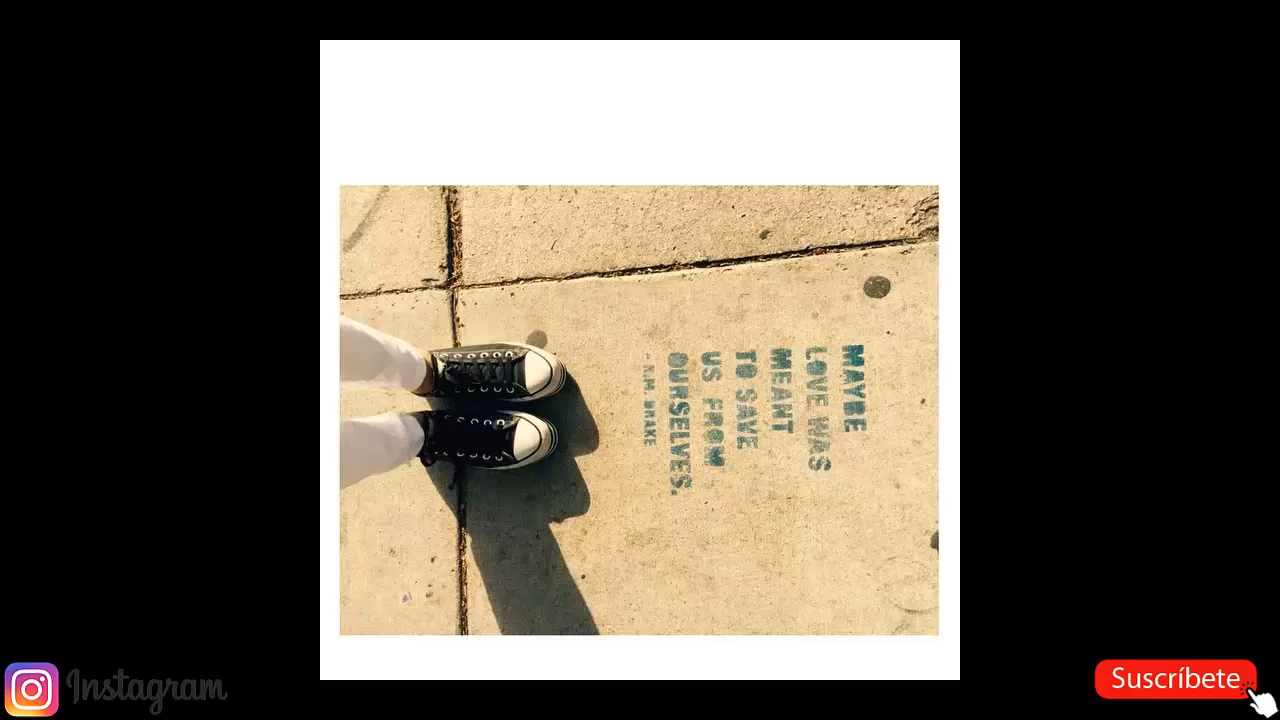 MAYBE
LOVE WAS
MEANT
TO SAVE
US FROM
OURSELVES.
- R.M. DRAKE
Instagram
Suscríbete